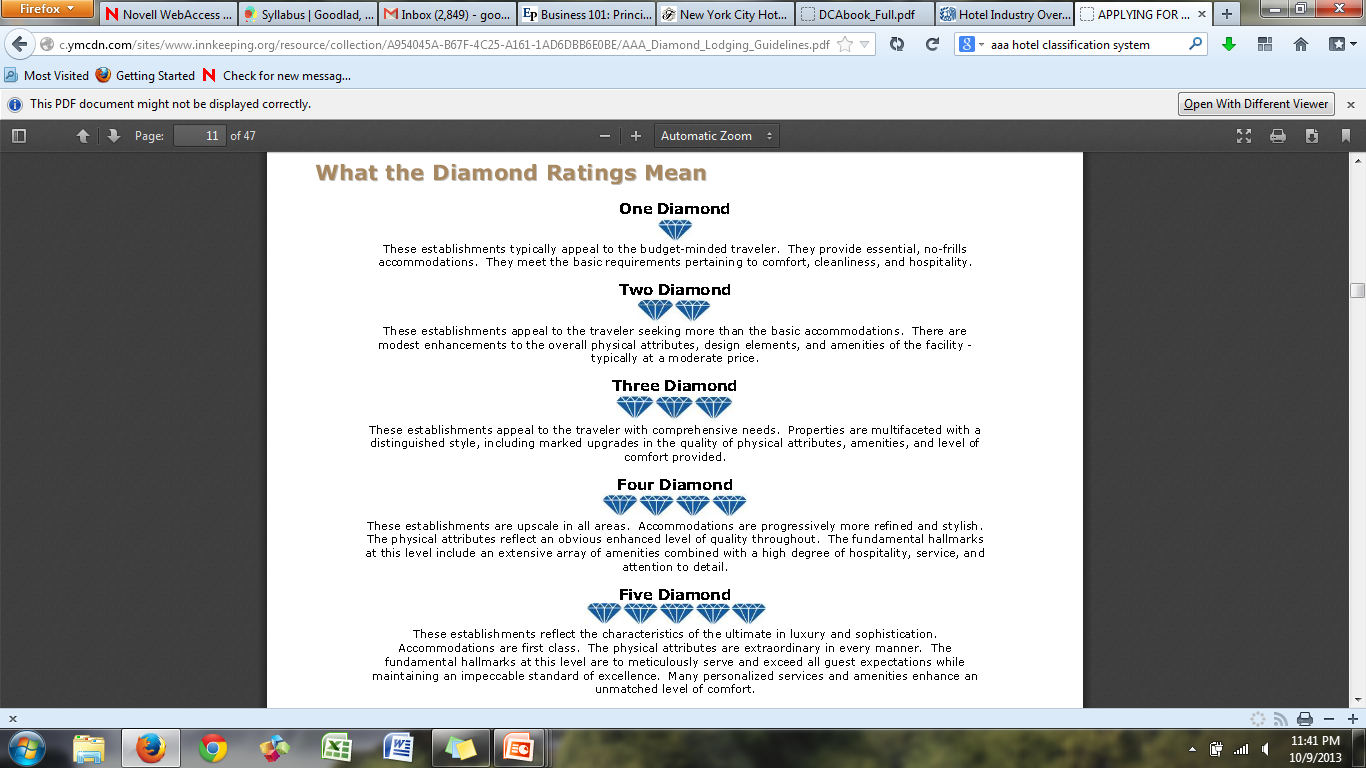 Firefox
Novell WebAccess ...
Syllabus | Goodlad, ...
Inbox (2,849) - goo...
Business 101: Princi...
New York City Hot...
DCAbook_Full.pdf
Hotel Industry Over...
APPLYING FOR ...
c.ymcdn.com/sites/www.innkeeping.org/resource/collection/A954045A-B67F-4C25-A161-1AD6DBB6E0BE/AAA_Diamond_Lodging_Guidelines.pdf
aaa hotel classification system
Most Visited
Getting Started
Check for new messag...
This PDF document might not be displayed correctly.
Open With Different Viewer
Page: 11 of 47
Automatic Zoom
What the Diamond Ratings Mean
One Diamond
These establishments typically appeal to the budget-minded traveler. They provide essential, no-frills
accommodations. They meet the basic requirements pertaining to comfort, cleanliness, and hospitality.
Two Diamond
These establishments appeal to the traveler seeking more than the basic accommodations. There are
modest enhancements to the overall physical attributes, design elements, and amenities of the facility -
typically at a moderate price.
Three Diamond
These establishments appeal to the traveler with comprehensive needs. Properties are multifaceted with a
distinguished style, including marked upgrades in the quality of physical attributes, amenities, and level of
comfort provided.
Four Diamond
These establishments are upscale in all areas. Accommodations are progressively more refined and stylish.
The physical attributes reflect an obvious enhanced level of quality throughout. The fundamental hallmarks
at this level include an extensive array of amenities combined with a high degree of hospitality, service, and
attention to detail.
Five Diamond
These establishments reflect the characteristics of the ultimate in luxury and sophistication.
Accommodations are first class. The physical attributes are extraordinary in every manner. The
fundamental hallmarks at this level are to meticulously serve and exceed all guest expectations while
maintaining an impeccable standard of excellence. Many personalized services and amenities enhance an
unmatched level of comfort.
11:41 PM
10/9/2013